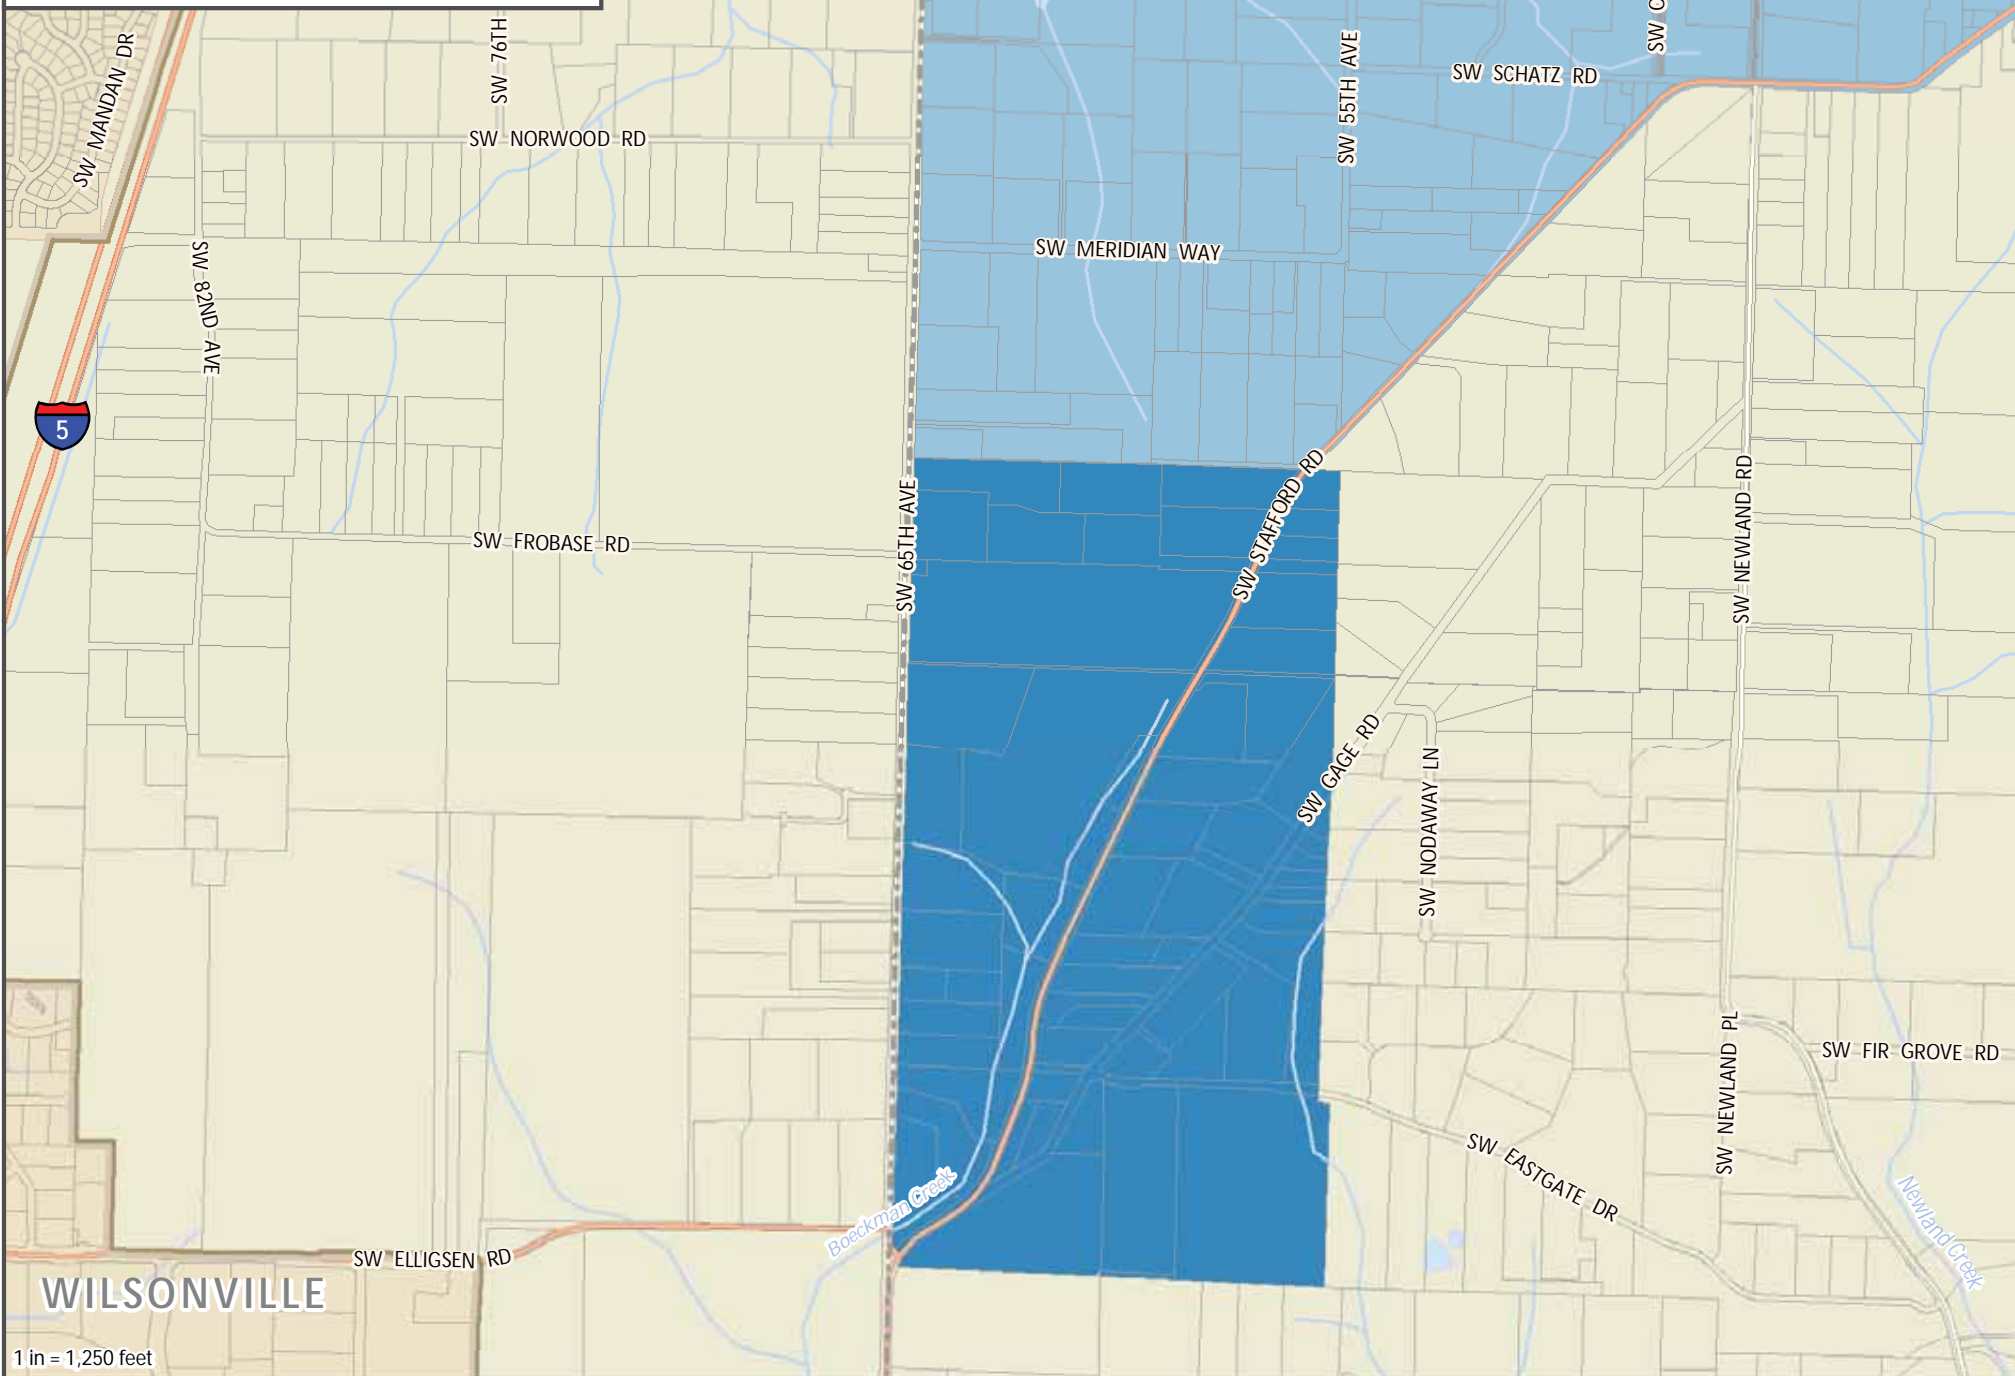 SW MANDAN DR
SW 76TH
SW 55TH AVE
SW C
SW SCHATZ RD
SW NORWOOD RD
SW MERIDIAN WAY
SW 82ND AVE
5
SW STAFFORD RD
SW 65TH AVE
SW NEWLAND RD
SW FROBASE RD
SW GAGE RD
SW NODAWAY LN
SW NEWLAND PL
SW FIR GROVE RD
SW EASTGATE DR
Boeckman Creek
Newland Creek
SW ELLIGSEN RD
WILSONVILLE
1 in = 1,250 feet